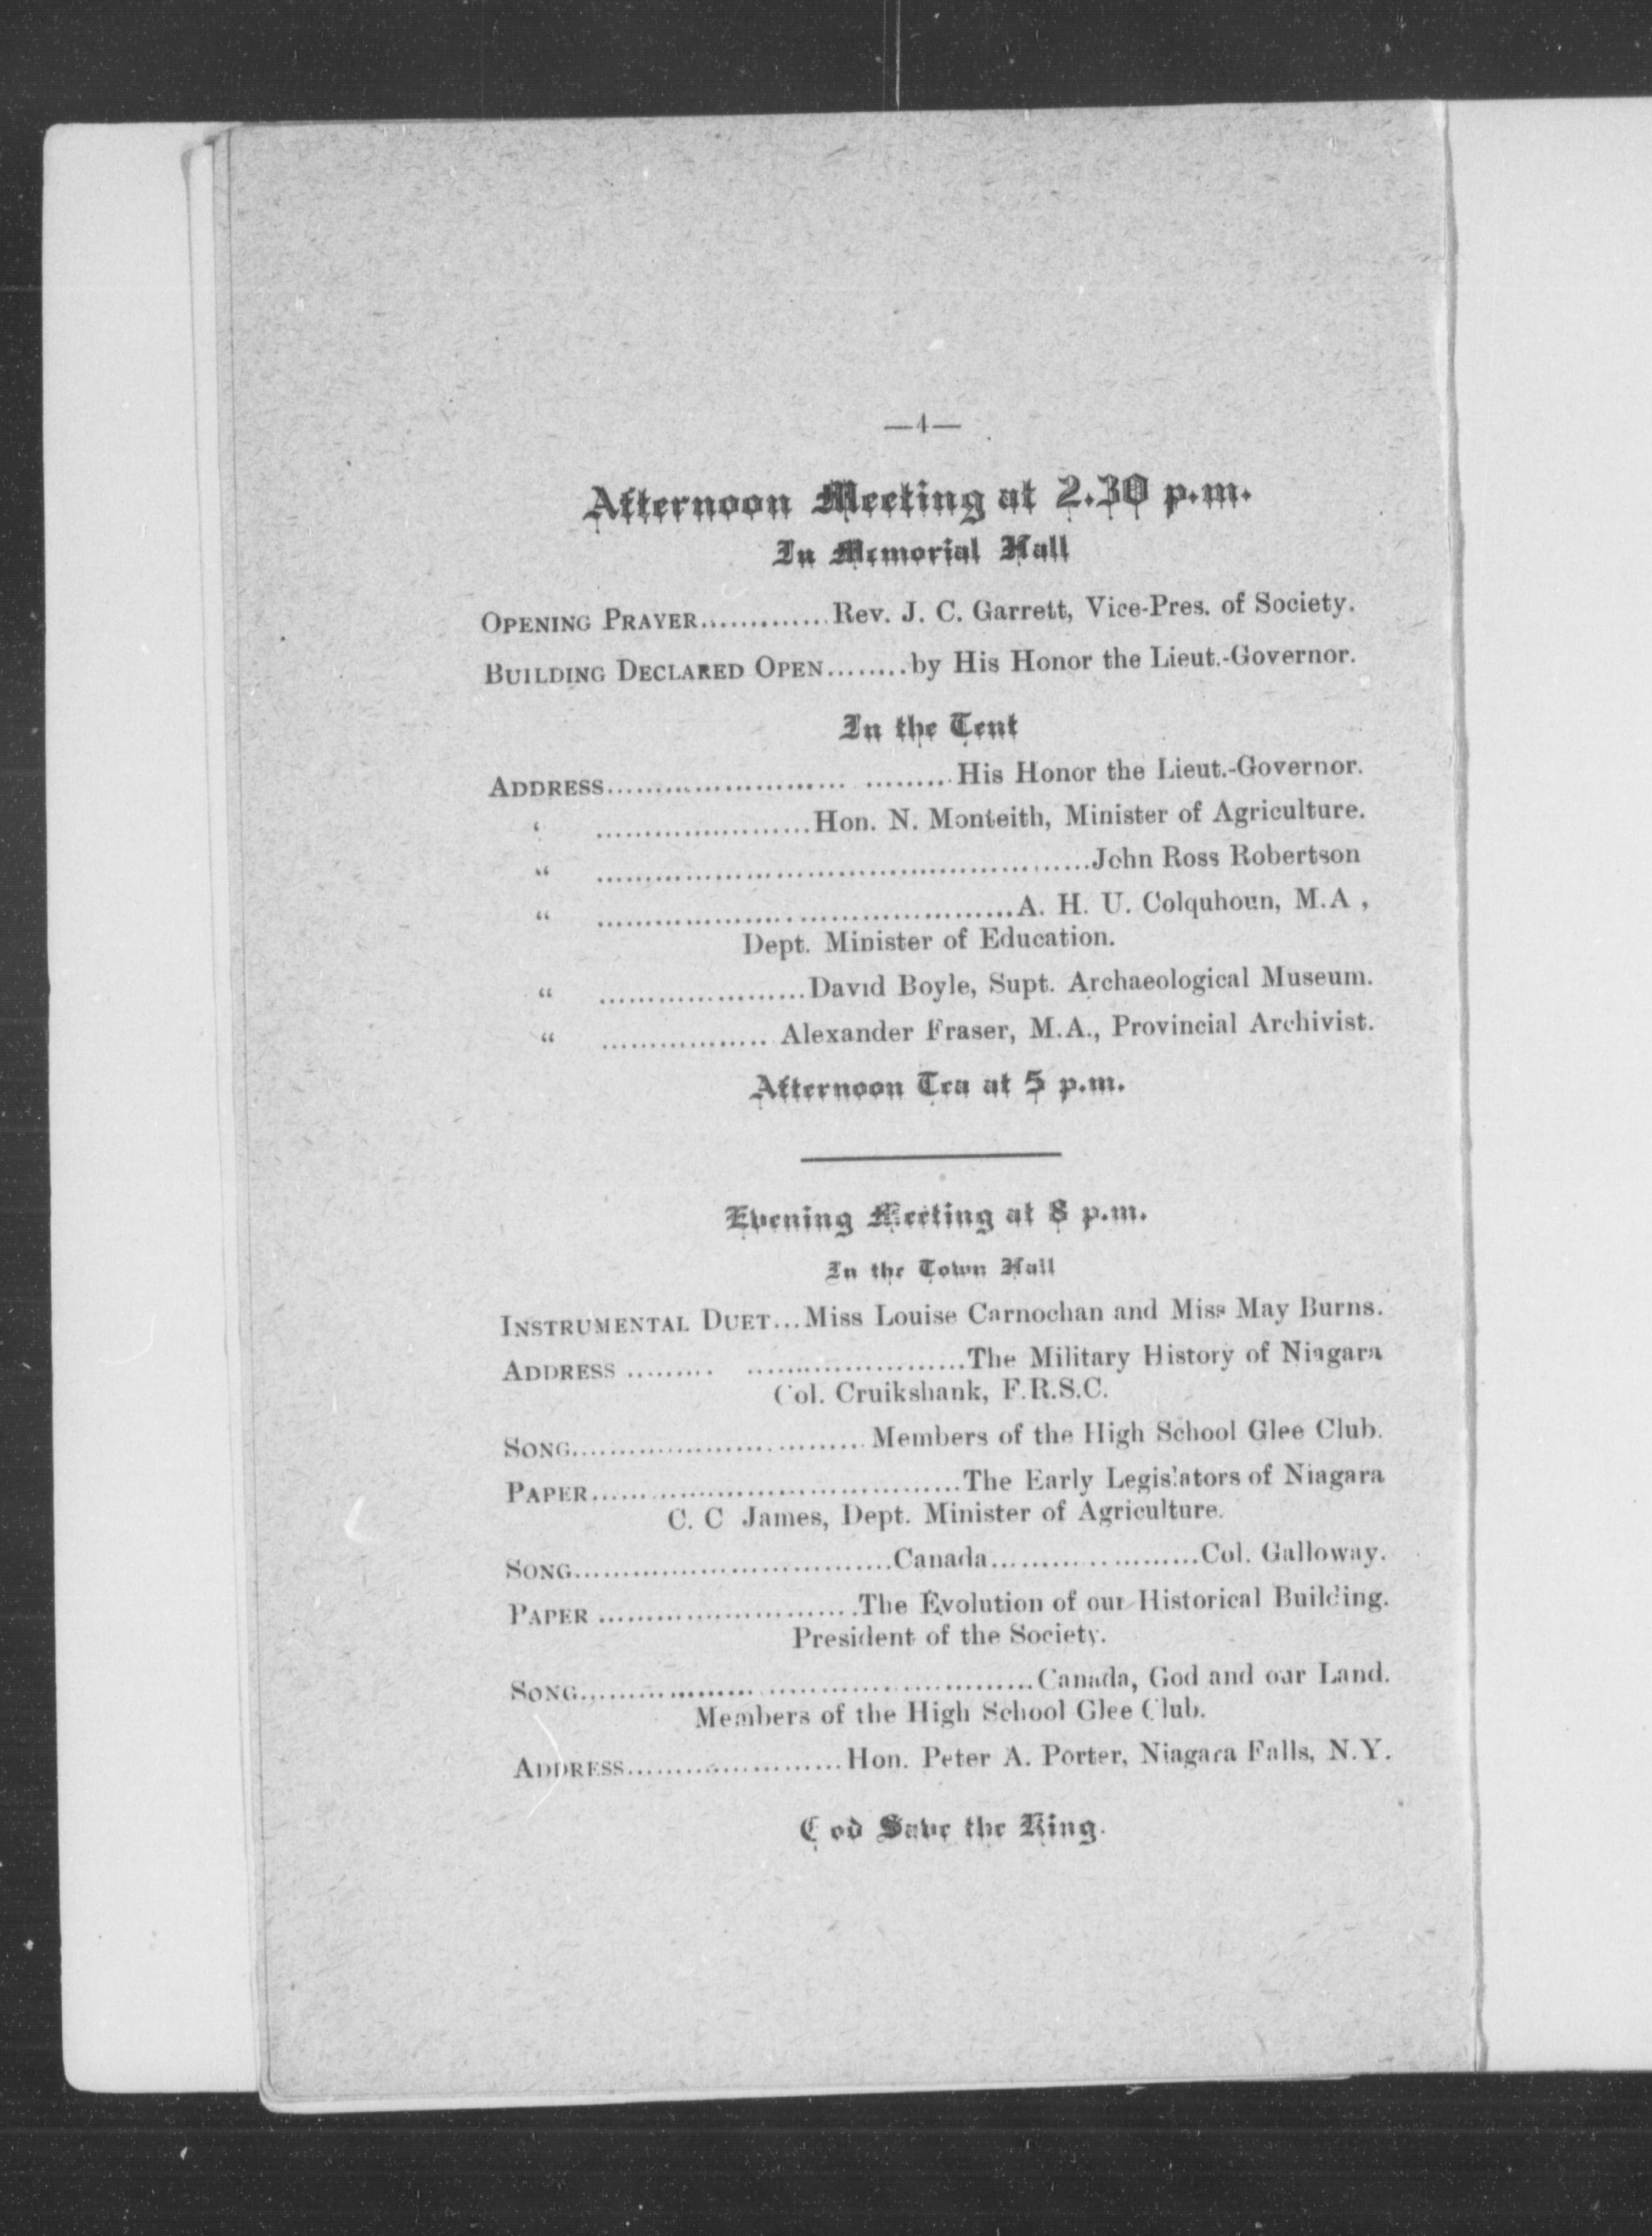 —4—
Afternoon Meeting at 2.30 p.m.
In Memorial Hall
OPENING PRAYER.............Rev. J. C. Garrett, Vice-Pres. of Society.
BUILDING DECLARED OPEN........by His Honor the Lieut.-Governor.
In the Tent
ADDRESS......................... .........His Honor the Lieut.-Governor.
‘ ......................Hon. N. Monteith, Minister of Agriculture.
“ ..................................................John Ross Robertson
“ ..........................................A. H. U. Colquhoun, M.A ,
Dept. Minister of Education.
“ .....................David Boyle, Supt. Archaeological Museum.
“ ................. Alexander Fraser, M.A., Provincial Archivist.
Afternoon Tea at 5 p.m.
Evening Meeting at 8 p.m.
In the Town Hall
INSTRUMENTAL DUET...Miss Louise Carnochan and Miss May Burns.
ADDRESS ......... ......................The Military History of Niagara
Col. Cruikshank, F.R.S.C.
SONG.............................. Members of the High School Glee Club.
PAPER......................................The Early Legislators of Niagara
C. C James, Dept. Minister of Agriculture.
SONG.................................Canada......................Col. Galloway.
PAPER ...........................The Evolution of our Historical Building.
President of the Society.
SONG..............................................Canada, God and our Land.
Members of the High School Glee Club.
ADDRESS......................Hon. Peter A. Porter, Niagara Falls, N.Y.
God Save the King.